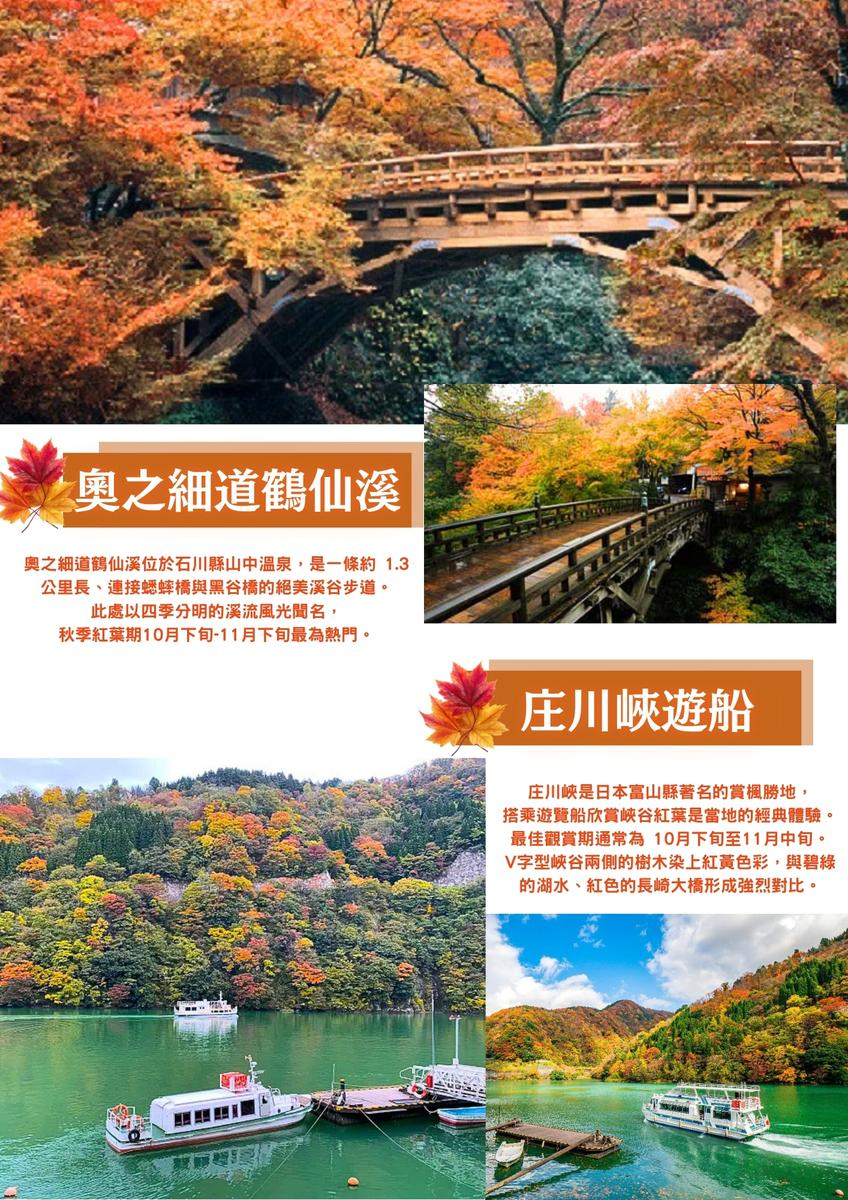 奧之細道鶴仙溪
奧之細道鶴仙溪位於石川縣山中溫泉，是一條約 1.3
公里長、連接蟋蟀橋與黑谷橋的絕美溪谷步道。
此處以四季分明的溪流風光聞名，
秋季紅葉期10月下旬-11月下旬最為熱門。
庄川峽遊船
庄川峽是日本富山縣著名的賞楓勝地，
搭乘遊覽船欣賞峽谷紅葉是當地的經典體驗。
最佳觀賞期通常為 10月下旬至11月中旬。
V字型峽谷兩側的樹木染上紅黃色彩，與碧綠
的湖水、紅色的長崎大橋形成強烈對比。